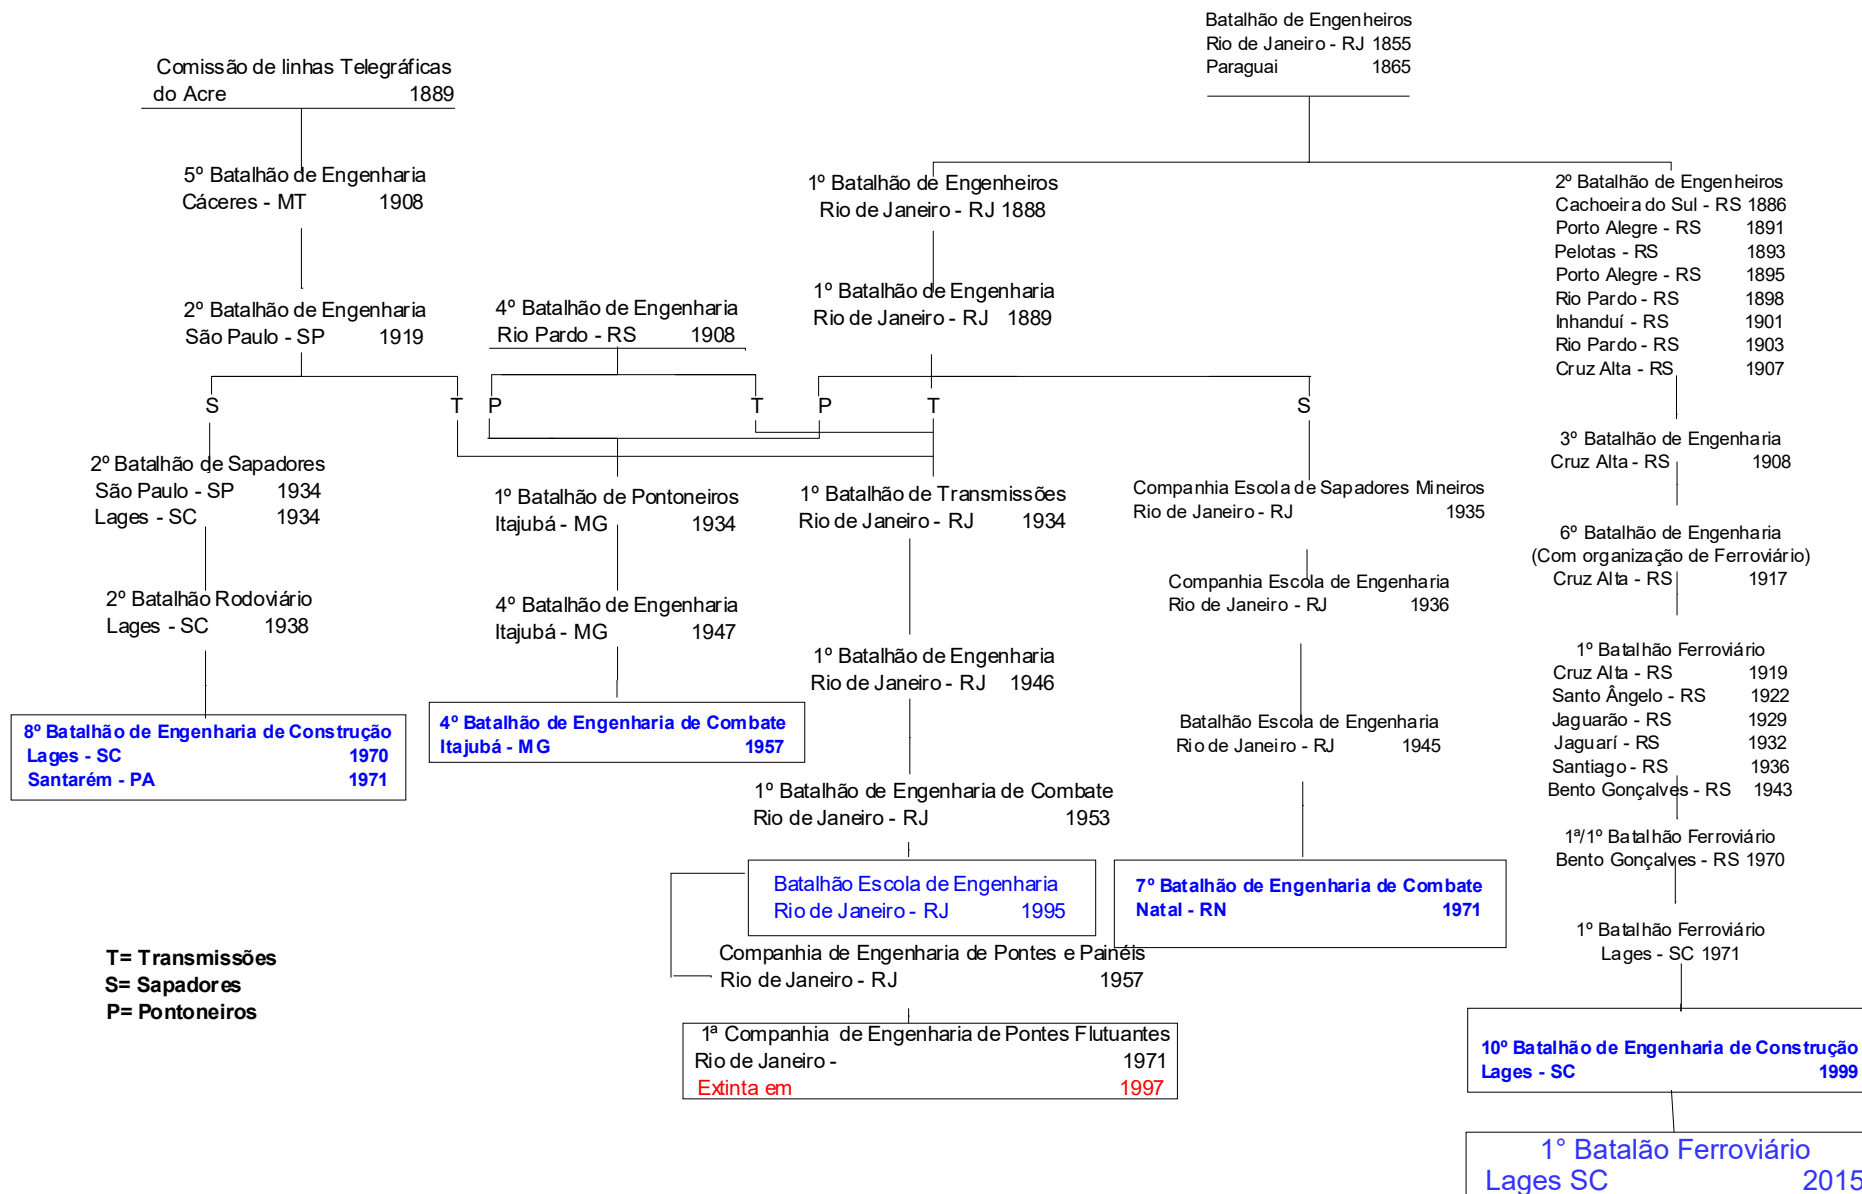 Batalhão de Engenheiros
Rio de Janeiro - RJ 1855
Paraguai 1865
Comissão de linhas Telegráficas
do Acre 1889
5º Batalhão de Engenharia
Cáceres - MT 1908
1º Batalhão de Engenheiros
Rio de Janeiro - RJ 1888
2º Batalhão de Engenheiros
Cachoeira do Sul - RS 1886
Porto Alegre - RS 1891
Pelotas - RS 1893
Porto Alegre - RS 1895
Rio Pardo - RS 1898
Inhanduí - RS 1901
Rio Pardo - RS 1903
Cruz Alta - RS 1907
2º Batalhão de Engenharia
São Paulo - SP 1919
4º Batalhão de Engenharia
Rio Pardo - RS 1908
1º Batalhão de Engenharia
Rio de Janeiro - RJ 1889
S T P T P T S
2º Batalhão de Sapadores
São Paulo - SP 1934
Lages - SC 1934
1º Batalhão de Pontoneiros
Itajubá - MG 1934
1º Batalhão de Transmissões
Rio de Janeiro - RJ 1934
Companhia Escola de Sapadores Mineiros
Rio de Janeiro - RJ 1935
3º Batalhão de Engenharia
Cruz Alta - RS 1908
6º Batalhão de Engenharia
(Com organização de Ferroviário)
Cruz Alta - RS 1917
2º Batalhão Rodoviário
Lages - SC 1938
4º Batalhão de Engenharia
Itajubá - MG 1947
Companhia Escola de Engenharia
Rio de Janeiro - RJ 1936
1º Batalhão de Engenharia
Rio de Janeiro - RJ 1946
1º Batalhão Ferroviário
Cruz Alta - RS 1919
Santo Ângelo - RS 1922
Jaguarão - RS 1929
Jaguarí - RS 1932
Santiago - RS 1936
Bento Gonçalves - RS 1943
8º Batalhão de Engenharia de Construção
Lages - SC 1970
Santarém - PA 1971
4º Batalhão de Engenharia de Combate
Itajubá - MG 1957
Batalhão Escola de Engenharia
Rio de Janeiro - RJ 1945
1º Batalhão de Engenharia de Combate
Rio de Janeiro - RJ 1953
1ª/1º Batalhão Ferroviário
Bento Gonçalves - RS 1970
Batalhão Escola de Engenharia
Rio de Janeiro - RJ 1995
7º Batalhão de Engenharia de Combate
Natal - RN 1971
1º Batalhão Ferroviário
Lages - SC 1971
Companhia de Engenharia de Pontes e Painéis
Rio de Janeiro - RJ 1957
T= Transmissões
S= Sapadores
P= Pontoneiros
1ª Companhia de Engenharia de Pontes Flutuantes
Rio de Janeiro - 1971
Extinta em 1997
10º Batalhão de Engenharia de Construção
Lages - SC 1999
1° Batalão Ferroviário
Lages SC 2015